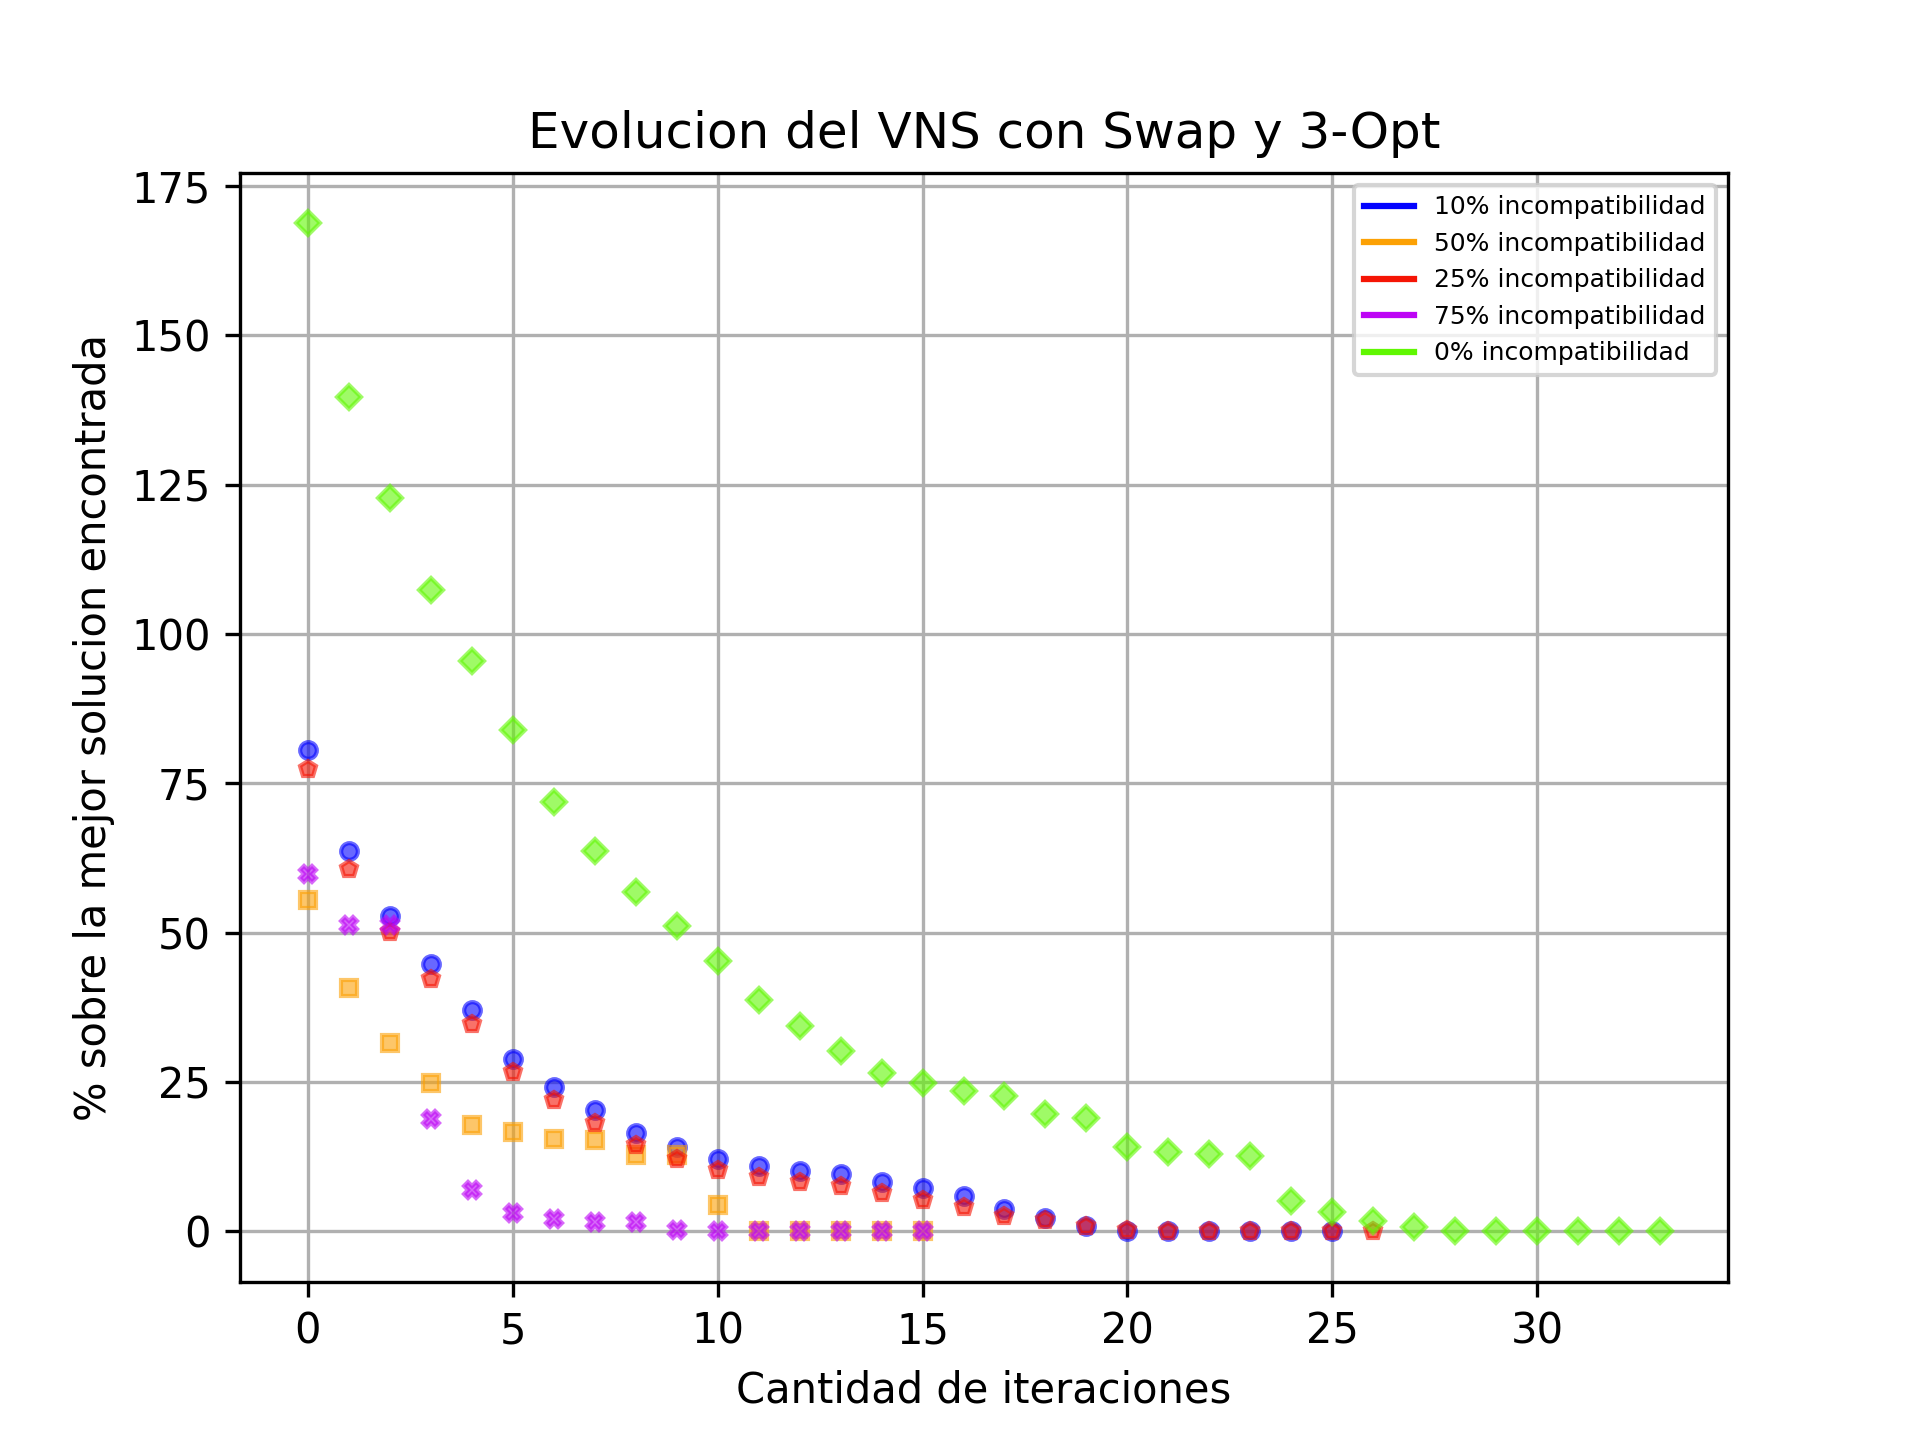 Evolucion del VNS con Swap y 3-Opt
175
150
125
100
75
50
25
0
% sobre la mejor solucion encontrada
10% incompatibilidad
50% incompatibilidad
25% incompatibilidad
75% incompatibilidad
0% incompatibilidad
0 5 10 15 20 25 30
Cantidad de iteraciones